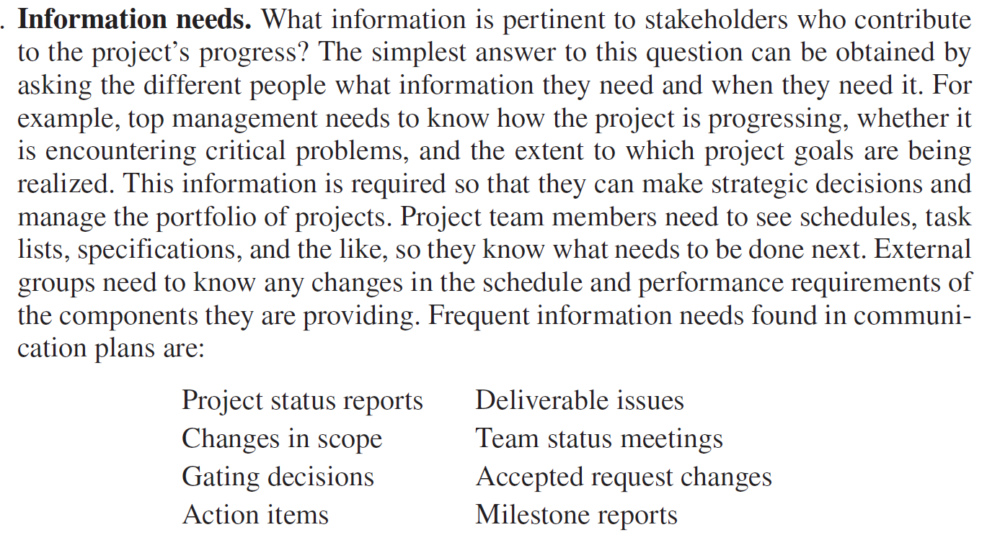 . Information needs. What information is pertinent to stakeholders who contribute
to the project’s progress? The simplest answer to this question can be obtained by
asking the different people what information they need and when they need it. For
example, top management needs to know how the project is progressing, whether it
is encountering critical problems, and the extent to which project goals are being
realized. This information is required so that they can make strategic decisions and
manage the portfolio of projects. Project team members need to see schedules, task
lists, specifications, and the like, so they know what needs to be done next. External
groups need to know any changes in the schedule and performance requirements of
the components they are providing. Frequent information needs found in communi-
cation plans are:
Project status reports Deliverable issues
Changes in scope Team status meetings
Gating decisions Accepted request changes
Action items Milestone reports